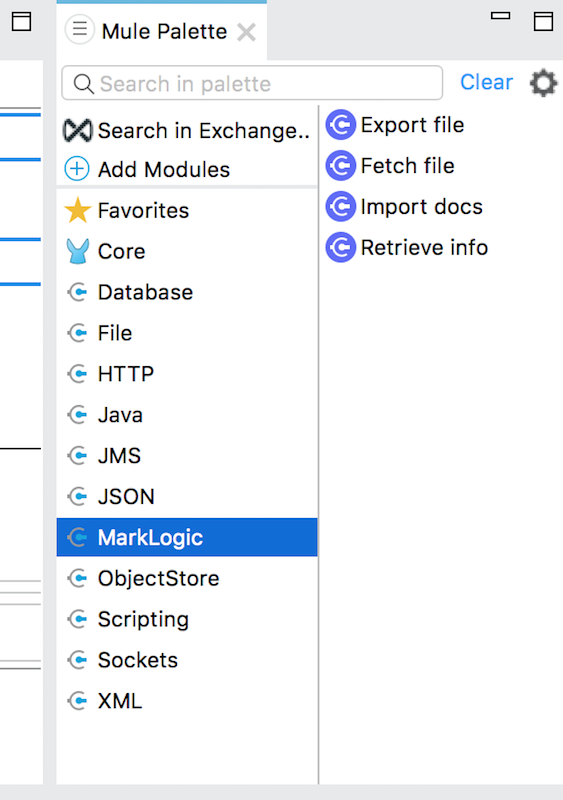 Mule Palette
Search in palette
Clear
Search in Exchange..
Add Modules
Favorites
Core
Database
File
HTTP
Java
JMS
JSON
MarkLogic
ObjectStore
Scripting
Sockets
XML
Export file
Fetch file
Import docs
Retrieve info